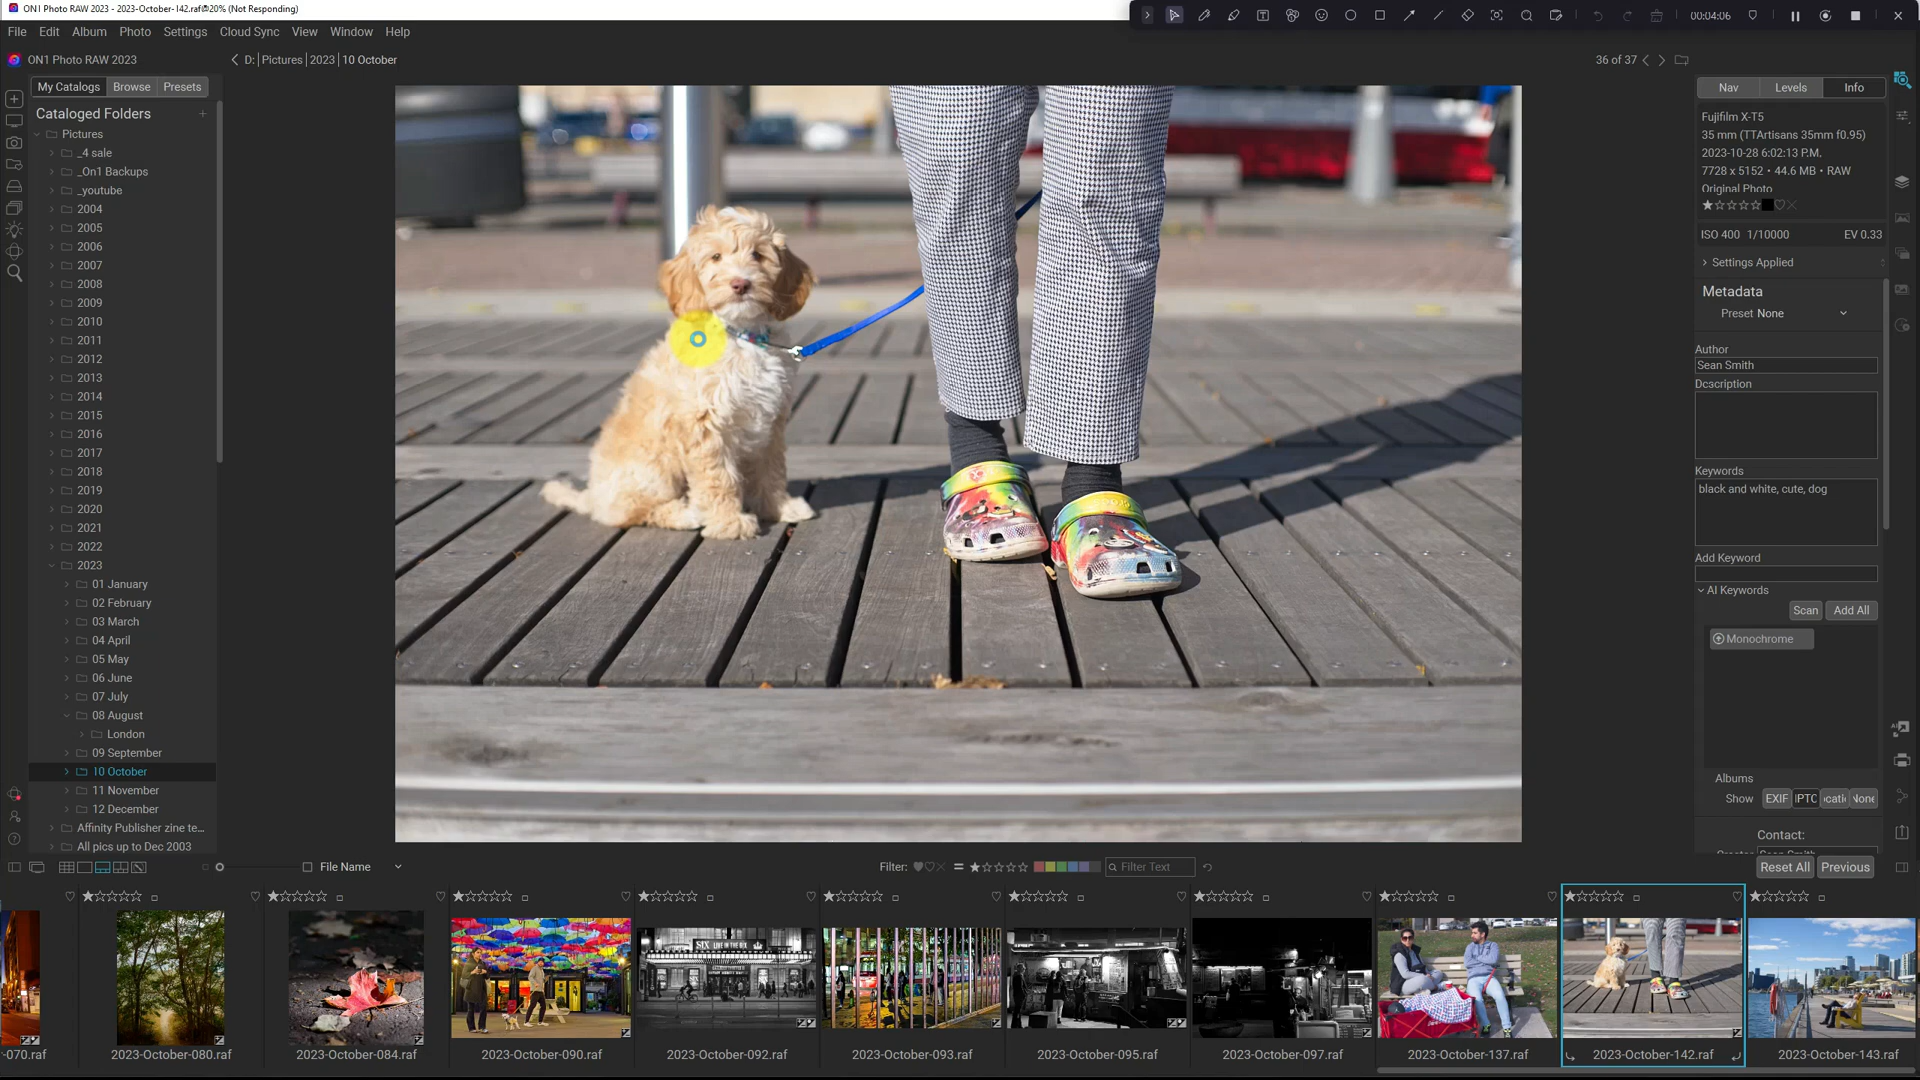 ON1 Photo RAW 2023 - 2023-October-142.raf@20% (Not Responding)
00:04:06
File Edit Album Photo Settings Cloud Sync View Window Help
ON1 Photo RAW 2023
D: Pictures 2023 10 October
36 of 37
My Catalogs Browse Presets
Nav Levels Info
Cataloged Folders
Pictures
_4 sale
_On1 Backups
_youtube
2004
2005
2006
2007
2008
2009
2010
2011
2012
2013
2014
2015
2016
2017
2018
2019
2020
2021
2022
2023
01 January
02 February
03 March
04 April
05 May
06 June
07 July
08 August
London
09 September
10 October
11 November
12 December
Affinity Publisher zine te...
All pics up to Dec 2003
Fujifilm X-T5
35 mm (TTArtisans 35mm f0.95)
2023-10-28 6:02:13 P.M.
7728 x 5152 • 44.6 MB • RAW
Original Photo
ISO 400 1/10000 EV 0.33
Settings Applied
Metadata
Preset None
Author
Sean Smith
Description
Keywords
black and white, cute, dog
Add Keyword
AI Keywords
Scan Add All
Monochrome
Albums
Show EXIF IPTC ocatio None
Contact:
Reset All Previous
File Name
Filter: Filter Text
-070.raf
2023-October-080.raf
2023-October-084.raf
2023-October-090.raf
2023-October-092.raf
2023-October-093.raf
2023-October-095.raf
2023-October-097.raf
2023-October-137.raf
2023-October-142.raf
2023-October-143.raf
SIX